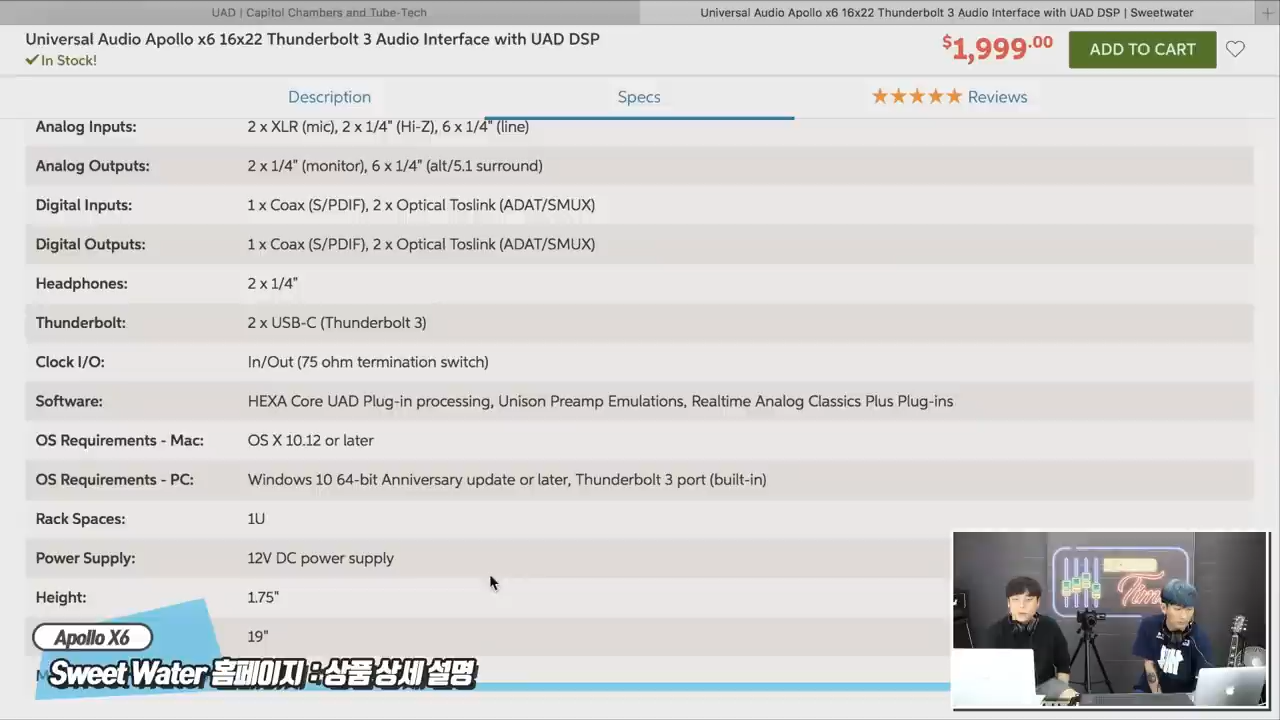 UAD | Capitol Chambers and Tube-Tech
Universal Audio Apollo x6 16x22 Thunderbolt 3 Audio Interface with UAD DSP | Sweetwater
Universal Audio Apollo x6 16x22 Thunderbolt 3 Audio Interface with UAD DSP
In Stock!
$1,999.00
ADD TO CART
Description
Specs
Reviews
Analog Inputs: 2 x XLR (mic), 2 x 1/4" (Hi-Z), 6 x 1/4" (line)
Analog Outputs: 2 x 1/4" (monitor), 6 x 1/4" (alt/5.1 surround)
Digital Inputs: 1 x Coax (S/PDIF), 2 x Optical Toslink (ADAT/SMUX)
Digital Outputs: 1 x Coax (S/PDIF), 2 x Optical Toslink (ADAT/SMUX)
Headphones: 2 x 1/4"
Thunderbolt: 2 x USB-C (Thunderbolt 3)
Clock I/O: In/Out (75 ohm termination switch)
Software: HEXA Core UAD Plug-in processing, Unison Preamp Emulations, Realtime Analog Classics Plus Plug-ins
OS Requirements - Mac: OS X 10.12 or later
OS Requirements - PC: Windows 10 64-bit Anniversary update or later, Thunderbolt 3 port (built-in)
Rack Spaces: 1U
Power Supply: 12V DC power supply
Height: 1.75"
19"
Apollo X6
Sweet Water 홈페이지 : 상품 상세 설명